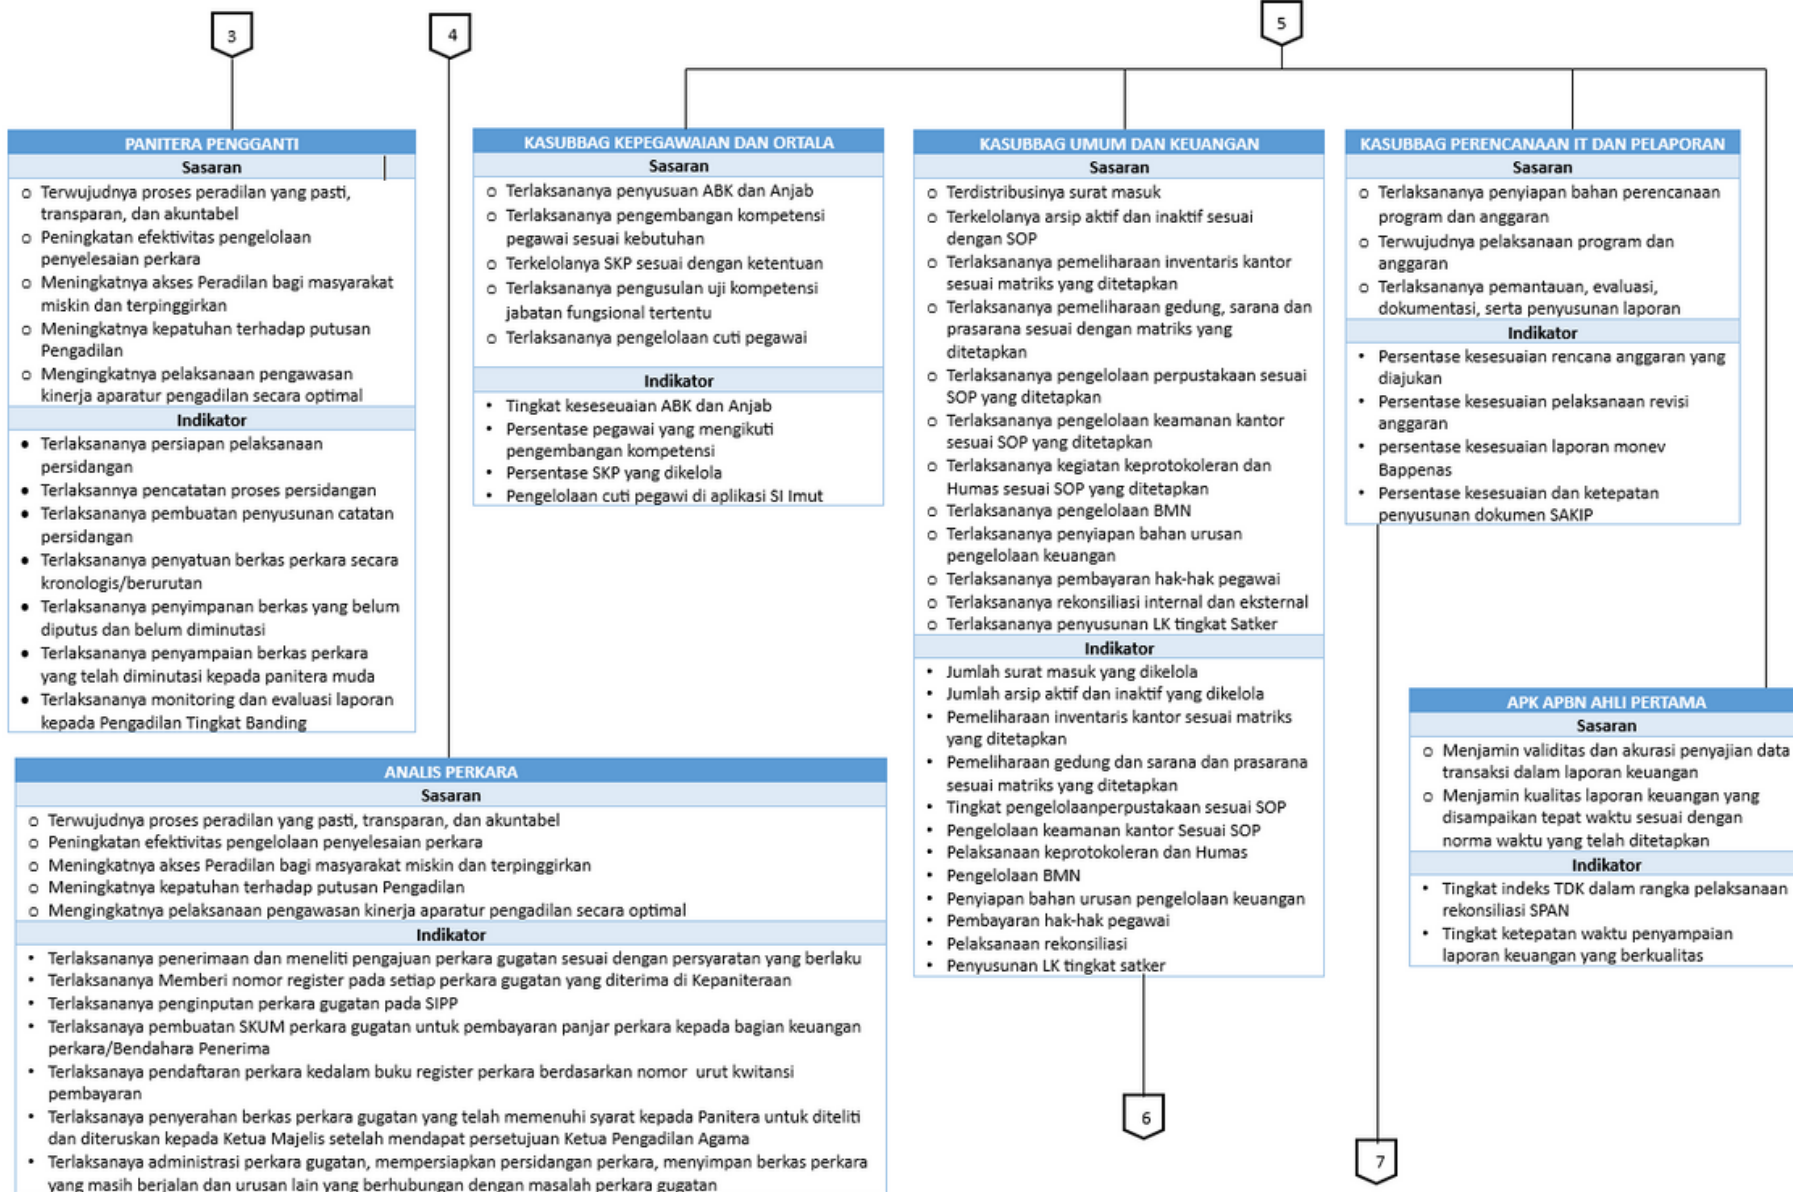 3
4
5
PANITERA PENGGANTI
Sasaran
o Terwujudnya proses peradilan yang pasti,
transparan, dan akuntabel
o Peningkatan efektivitas pengelolaan
penyelesaian perkara
o Meningkatnya akses Peradilan bagi masyarakat
miskin dan terpinggirkan
o Meningkatnya kepatuhan terhadap putusan
Pengadilan
o Mengingkatnya pelaksanaan pengawasan
kinerja aparatur pengadilan secara optimal
Indikator
• Terlaksananya persiapan pelaksanaan
persidangan
• Terlaksannya pencatatan proses persidangan
• Terlaksananya pembuatan penyusunan catatan
persidangan
• Terlaksananya penyatuan berkas perkara secara
kronologis/berurutan
• Terlaksananya penyimpanan berkas yang belum
diputus dan belum diminutasi
• Terlaksananya penyampaian berkas perkara
yang telah diminutasi kepada panitera muda
• Terlaksananya monitoring dan evaluasi laporan
kepada Pengadilan Tingkat Banding
KASUBBAG KEPEGAWAIAN DAN ORTALA
Sasaran
o Terlaksananya penyusuan ABK dan Anjab
o Terlaksananya pengembangan kompetensi
pegawai sesuai kebutuhan
o Terkelolanya SKP sesuai dengan ketentuan
o Terlaksananya pengusulan uji kompetensi
jabatan fungsional tertentu
o Terlaksananya pengelolaan cuti pegawai
Indikator
• Tingkat keseseuaian ABK dan Anjab
• Persentase pegawai yang mengikuti
pengembangan kompetensi
• Persentase SKP yang dikelola
• Pengelolaan cuti pegawi di aplikasi SI Imut
KASUBBAG UMUM DAN KEUANGAN
Sasaran
o Terdistribusinya surat masuk
o Terkelolanya arsip aktif dan inaktif sesuai
dengan SOP
o Terlaksananya pemeliharaan inventaris kantor
sesuai matriks yang ditetapkan
o Terlaksananya pemeliharaan gedung, sarana dan
prasarana sesuai dengan matriks yang
ditetapkan
o Terlaksananya pengelolaan perpustakaan sesuai
SOP yang ditetapkan
o Terlaksananya pengelolaan keamanan kantor
sesuai SOP yang ditetapkan
o Terlaksananya kegiatan keprotokoleran dan
Humas sesuai SOP yang ditetapkan
o Terlaksananya pengelolaan BMN
o Terlaksananya penyiapan bahan urusan
pengelolaan keuangan
o Terlaksananya pembayaran hak-hak pegawai
o Terlaksananya rekonsiliasi internal dan eksternal
o Terlaksananya penyusunan LK tingkat Satker
Indikator
• Jumlah surat masuk yang dikelola
• Jumlah arsip aktif dan inaktif yang dikelola
• Pemeliharaan inventaris kantor sesuai matriks
yang ditetapkan
• Pemeliharaan gedung dan sarana dan prasarana
sesuai matriks yang ditetapkan
• Tingkat pengelolaanperpustakaan sesuai SOP
• Pengelolaan keamanan kantor Sesuai SOP
• Pelaksanaan keprotokoleran dan Humas
• Pengelolaan BMN
• Penyiapan bahan urusan pengelolaan keuangan
• Pembayaran hak-hak pegawai
• Pelaksanaan rekonsiliasi
• Penyusunan LK tingkat satker
KASUBBAG PERENCANAAN IT DAN PELAPORAN
Sasaran
o Terlaksananya penyiapan bahan perencanaan
program dan anggaran
o Terwujudnya pelaksanaan program dan
anggaran
o Terlaksananya pemantauan, evaluasi,
dokumentasi, serta penyusunan laporan
Indikator
• Persentase kesesuaian rencana anggaran yang
diajukan
• Persentase kesesuaian pelaksanaan revisi
anggaran
• persentase kesesuaian laporan monev
Bappenas
• Persentase kesesuaian dan ketepatan
penyusunan dokumen SAKIP
APK APBN AHLI PERTAMA
Sasaran
o Menjamin validitas dan akurasi penyajian data
transaksi dalam laporan keuangan
o Menjamin kualitas laporan keuangan yang
disampaikan tepat waktu sesuai dengan
norma waktu yang telah ditetapkan
Indikator
• Tingkat indeks TDK dalam rangka pelaksanaan
rekonsiliasi SPAN
• Tingkat ketepatan waktu penyampaian
laporan keuangan yang berkualitas
ANALIS PERKARA
Sasaran
o Terwujudnya proses peradilan yang pasti, transparan, dan akuntabel
o Peningkatan efektivitas pengelolaan penyelesaian perkara
o Meningkatnya akses Peradilan bagi masyarakat miskin dan terpinggirkan
o Meningkatnya kepatuhan terhadap putusan Pengadilan
o Mengingkatnya pelaksanaan pengawasan kinerja aparatur pengadilan secara optimal
Indikator
• Terlaksananya penerimaan dan meneliti pengajuan perkara gugatan sesuai dengan persyaratan yang berlaku
• Terlaksananya Memberi nomor register pada setiap perkara gugatan yang diterima di Kepaniteraan
• Terlaksananya penginputan perkara gugatan pada SIPP
• Terlaksanaya pembuatan SKUM perkara gugatan untuk pembayaran panjar perkara kepada bagian keuangan
perkara/Bendahara Penerima
• Terlaksanaya pendaftaran perkara kedalam buku register perkara berdasarkan nomor urut kwitansi
pembayaran
• Terlaksanaya penyerahan berkas perkara gugatan yang telah memenuhi syarat kepada Panitera untuk diteliti
dan diteruskan kepada Ketua Majelis setelah mendapat persetujuan Ketua Pengadilan Agama
• Terlaksanaya administrasi perkara gugatan, mempersiapkan persidangan perkara, menyimpan berkas perkara
yang masih berjalan dan urusan lain yang berhubungan dengan masalah perkara gugatan
6
7